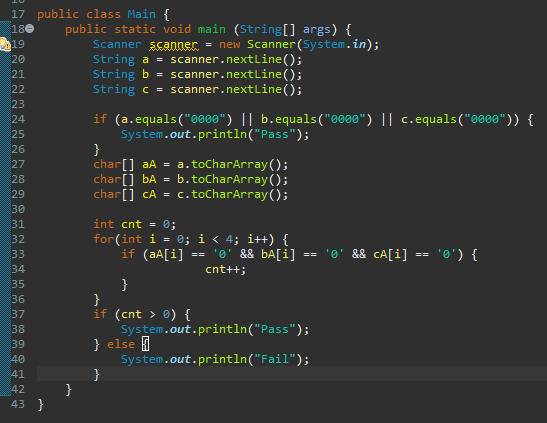 16
17 public class Main {
18 public static void main (String[] args) {
19 Scanner scanner = new Scanner(System.in);
20 String a = scanner.nextLine();
21 String b = scanner.nextLine();
22 String c = scanner.nextLine();
23
24 if (a.equals("0000") || b.equals("0000") || c.equals("0000")) {
25 System.out.println("Pass");
26 }
27 char[] aA = a.toCharArray();
28 char[] bA = b.toCharArray();
29 char[] cA = c.toCharArray();
30
31 int cnt = 0;
32 for(int i = 0; i < 4; i++) {
33 if (aA[i] == '0' && bA[i] == '0' && cA[i] == '0') {
34 cnt++;
35 }
36 }
37 if (cnt > 0) {
38 System.out.println("Pass");
39 } else {
40 System.out.println("Fail");
41 }
42 }
43 }